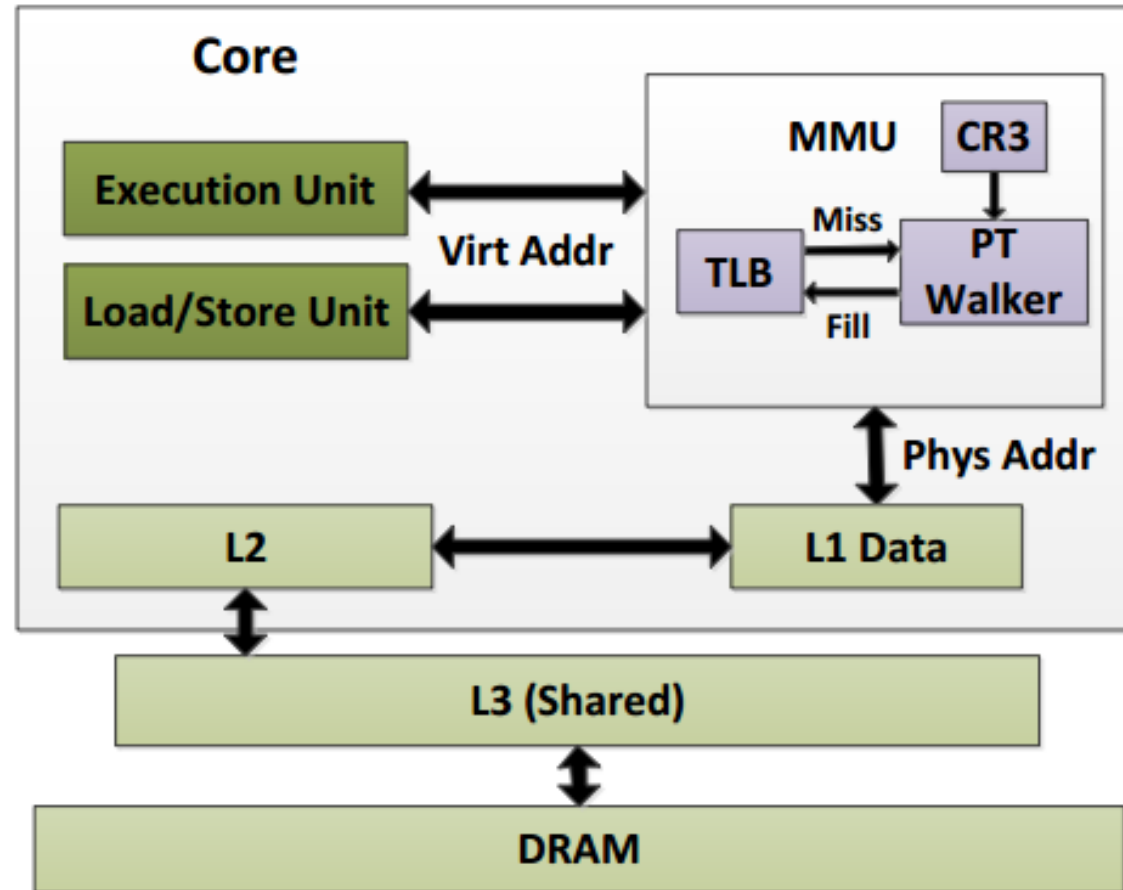 Core
MMU
CR3
Execution Unit
Virt Addr
Load/Store Unit
TLB
Miss
Fill
PT
Walker
Phys Addr
L2
L1 Data
L3 (Shared)
DRAM